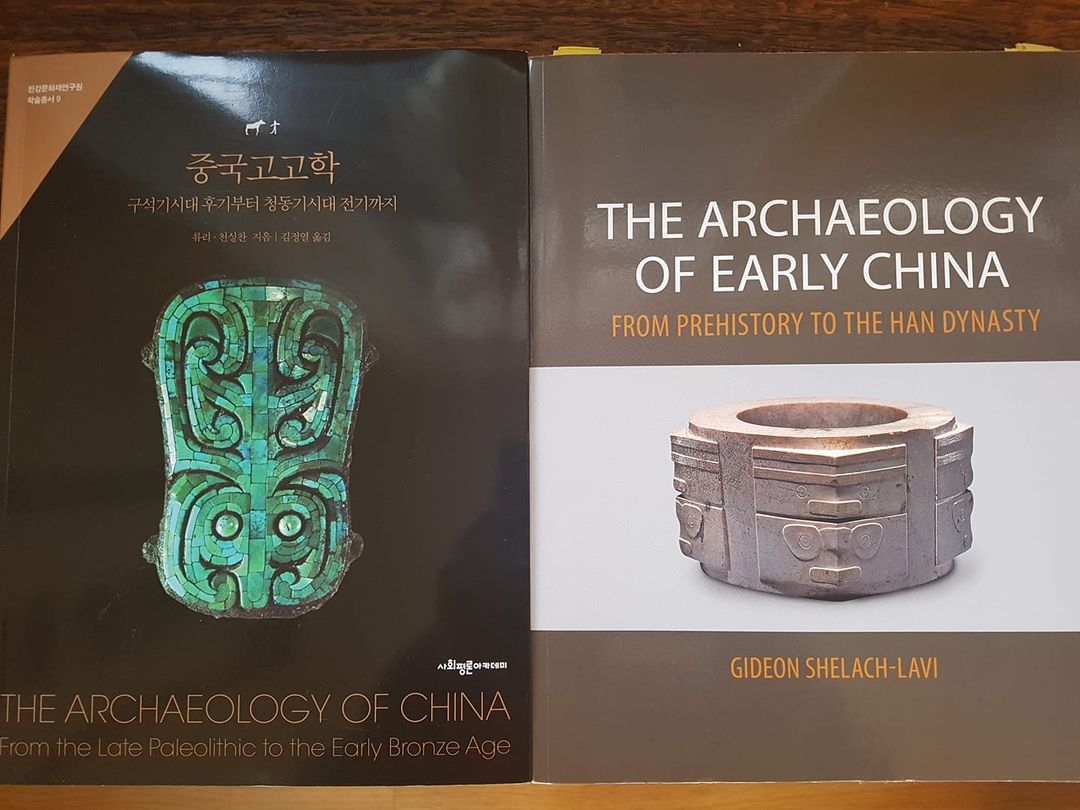 한강문화재연구원
학술총서 9
중국고고학
구석기시대 후기부터 청동기시대 전기까지
류리·천싱찬 지음 | 김정열 옮김
사회평론아카데미
THE ARCHAEOLOGY OF CHINA
From the Late Paleolithic to the Early Bronze Age
THE ARCHAEOLOGY
OF EARLY CHINA
FROM PREHISTORY TO THE HAN DYNASTY
GIDEON SHELACH-LAVI